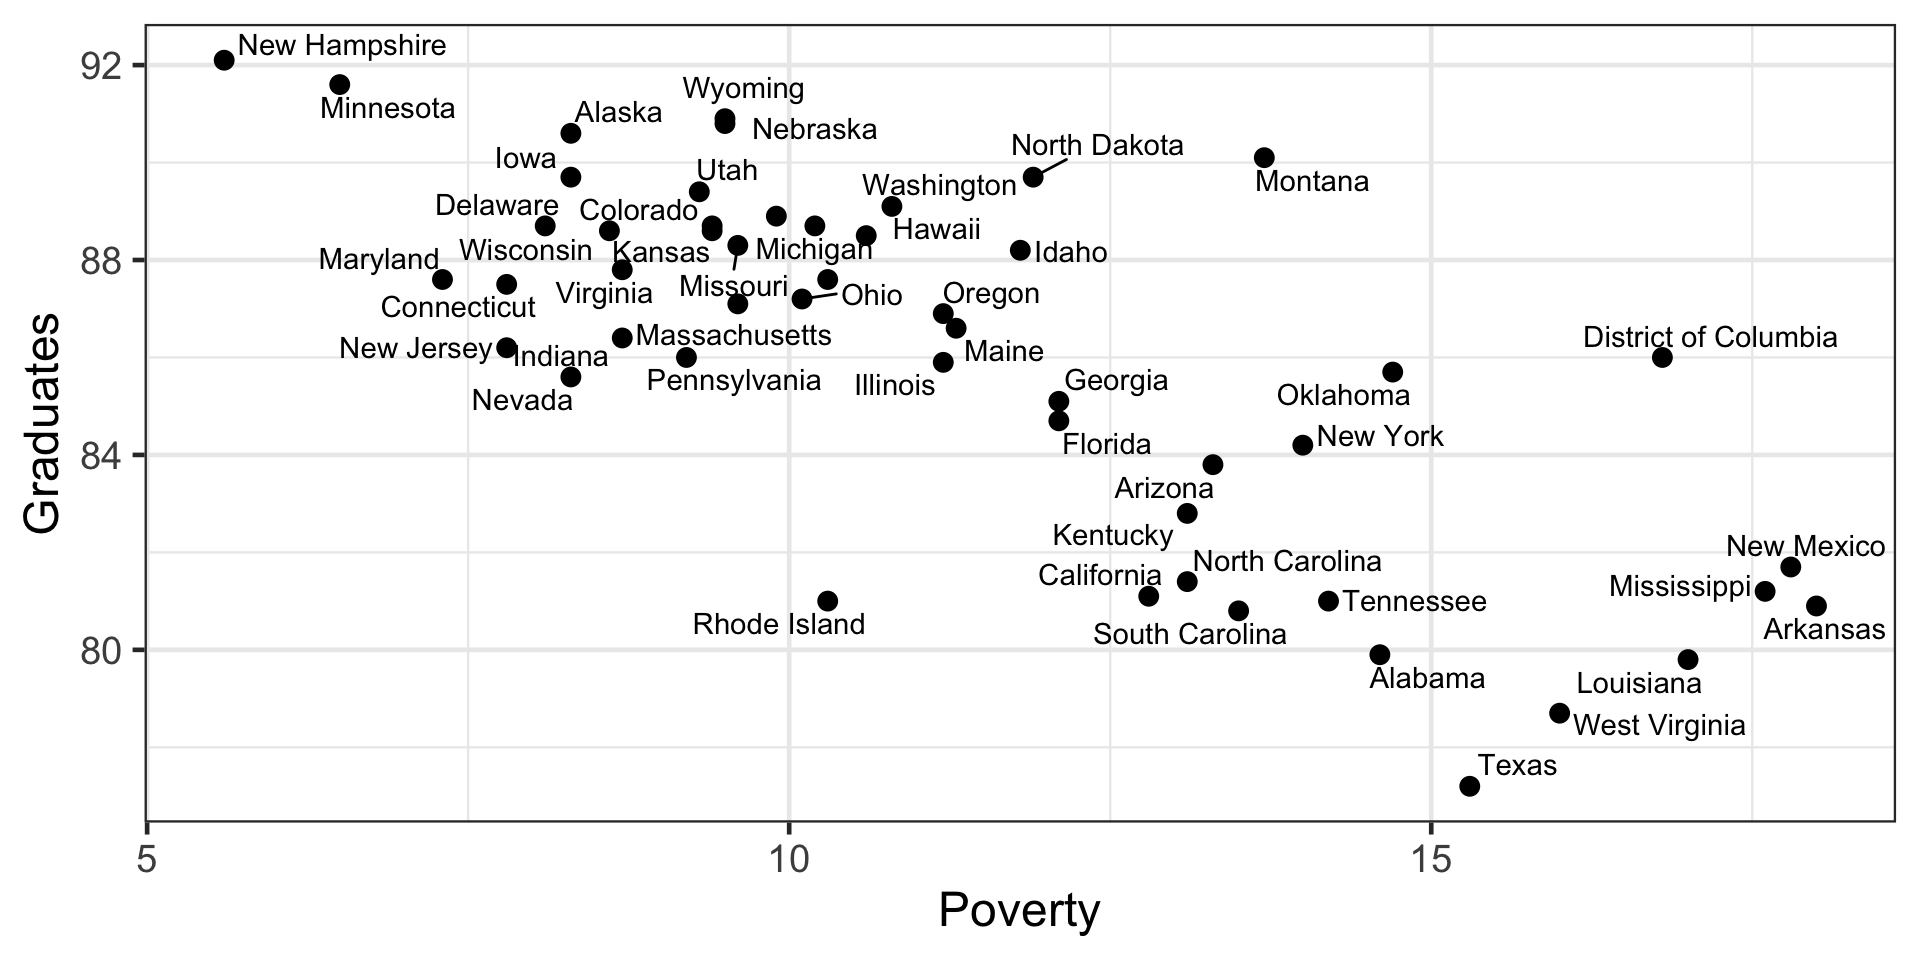 New Hampshire
92
Minnesota
Wyoming
Alaska
Nebraska
North Dakota
Iowa
Utah
Montana
Washington
Delaware
Colorado
Hawaii
Wisconsin
Kansas
Michigan
Idaho
88
Maryland
Missouri
Virginia
Ohio
Oregon
Connecticut
Massachusetts
District of Columbia
New Jersey
Indiana
Maine
Pennsylvania
Illinois
Georgia
Oklahoma
Nevada
New York
Florida
84
Arizona
Kentucky
New Mexico
North Carolina
California
Mississippi
Tennessee
Rhode Island
South Carolina
Arkansas
80
Alabama
Louisiana
West Virginia
Texas
Graduates
5
10
15
Poverty